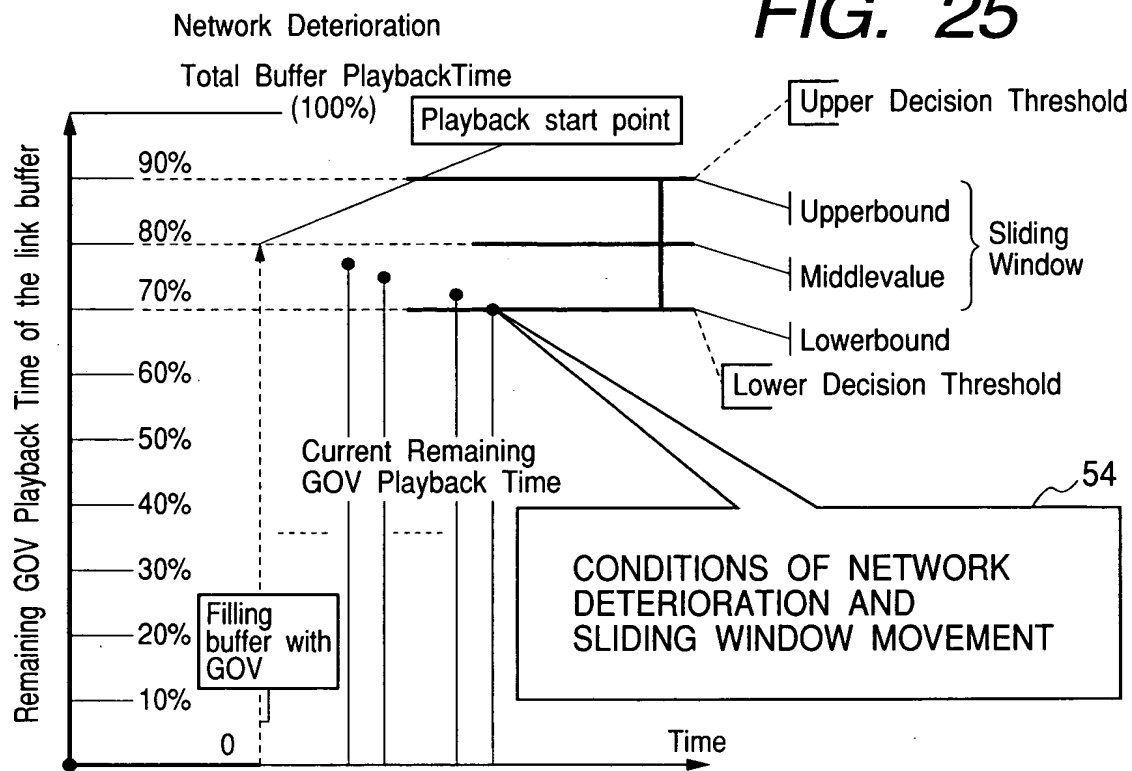 FIG. 25
Network Deterioration
Total Buffer PlaybackTime
(100%)
Playback start point
Upper Decision Threshold
90%
Upperbound
80%
Sliding
Window
Middlevalue
70%
Lowerbound
60%
Lower Decision Threshold
50%
Current Remaining
GOV Playback Time
40%
54
30%
CONDITIONS OF NETWORK
DETERIORATION AND
SLIDING WINDOW MOVEMENT
Filling
buffer with
GOV
20%
10%
0
Time
Remaining GOV Playback Time of the link buffer